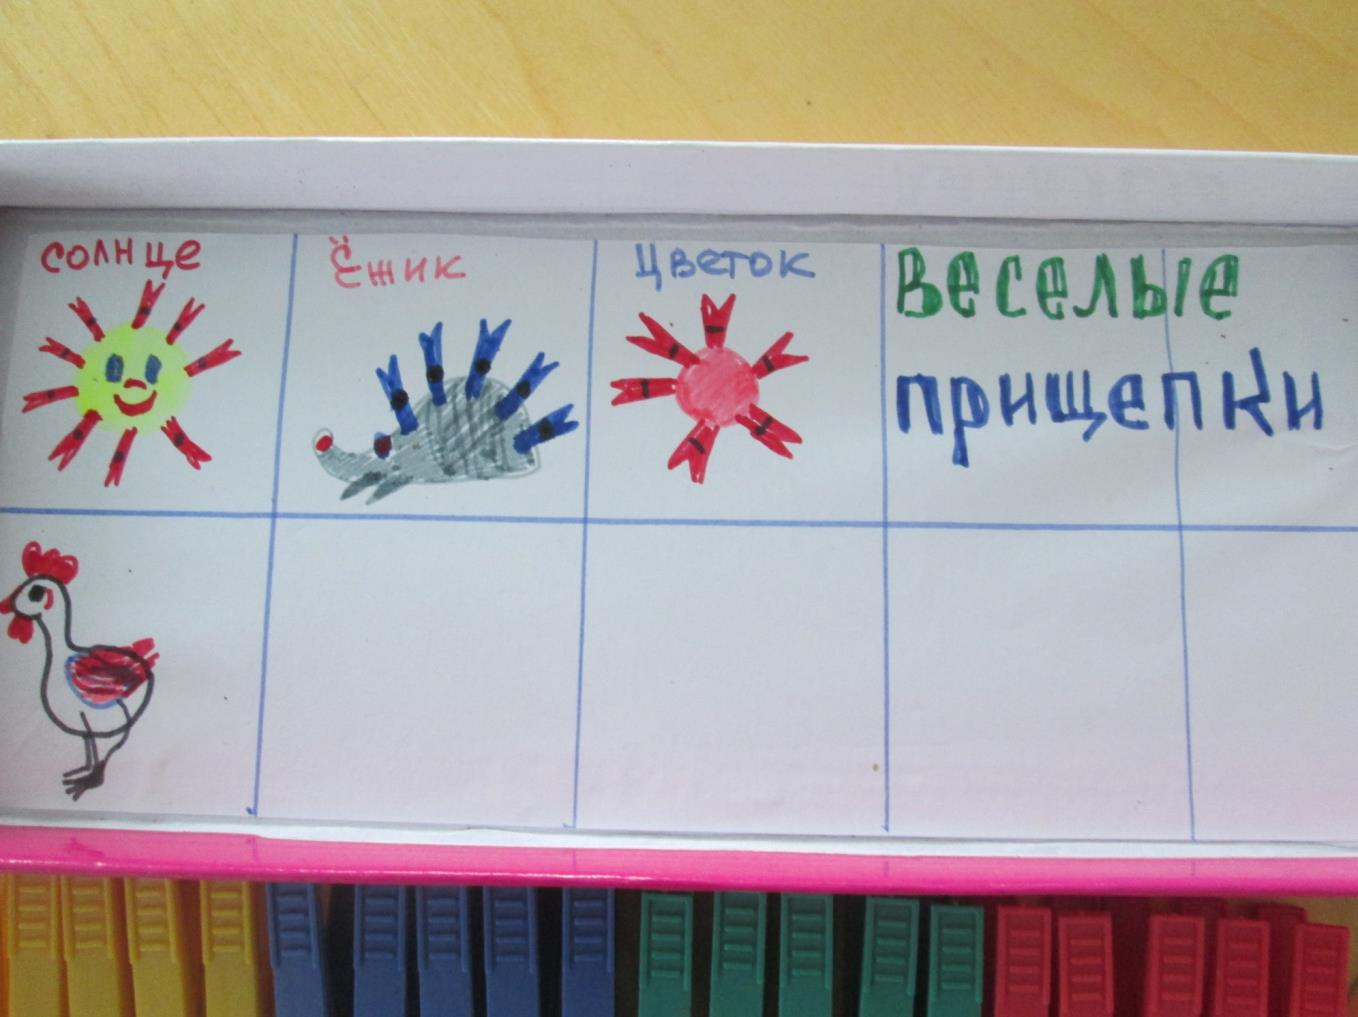 солнце
Ёжик
Цветок
Веселые
прищепки